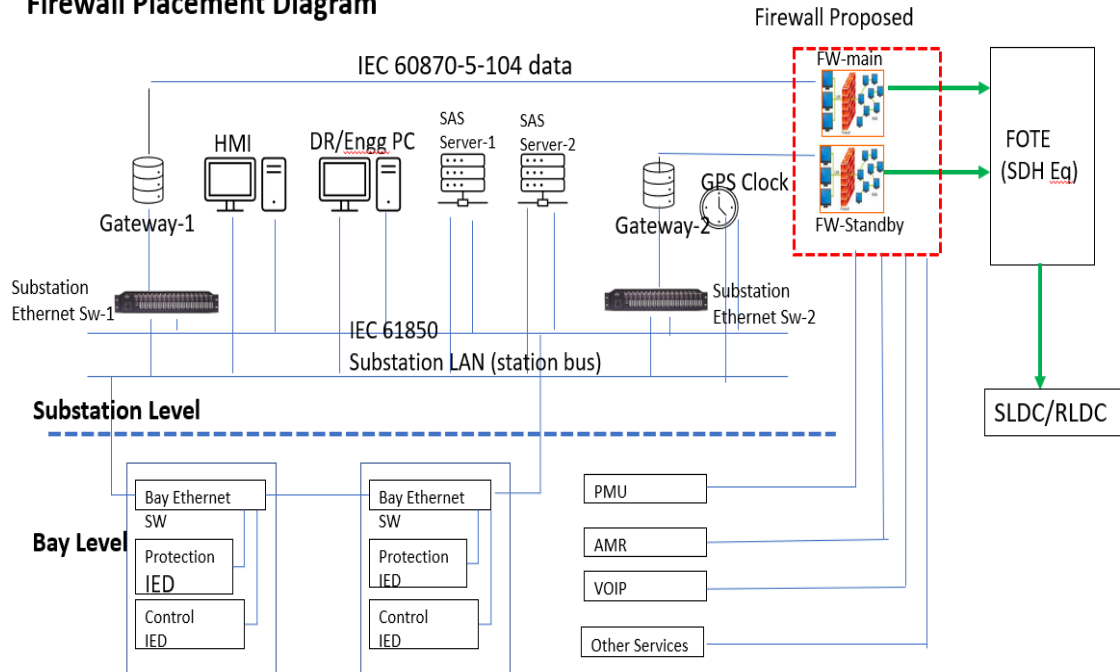 Firewall Placement Diagram
Firewall Proposed
IEC 60870-5-104 data
FW-main
HMI
DR/Engg PC
SAS
Server-1
SAS
Server-2
FOTE
(SDH Eq)
GPS Clock
Gateway-1
Gateway-2
FW-Standby
Substation
Ethernet Sw-1
Substation
Ethernet Sw-2
IEC 61850
Substation LAN (station bus)
Substation Level
SLDC/RLDC
Bay Ethernet
SW
Bay Ethernet
SW
PMU
Bay Level
Protection
IED
Protection
IED
AMR
VOIP
Control
IED
Control
IED
Other Services